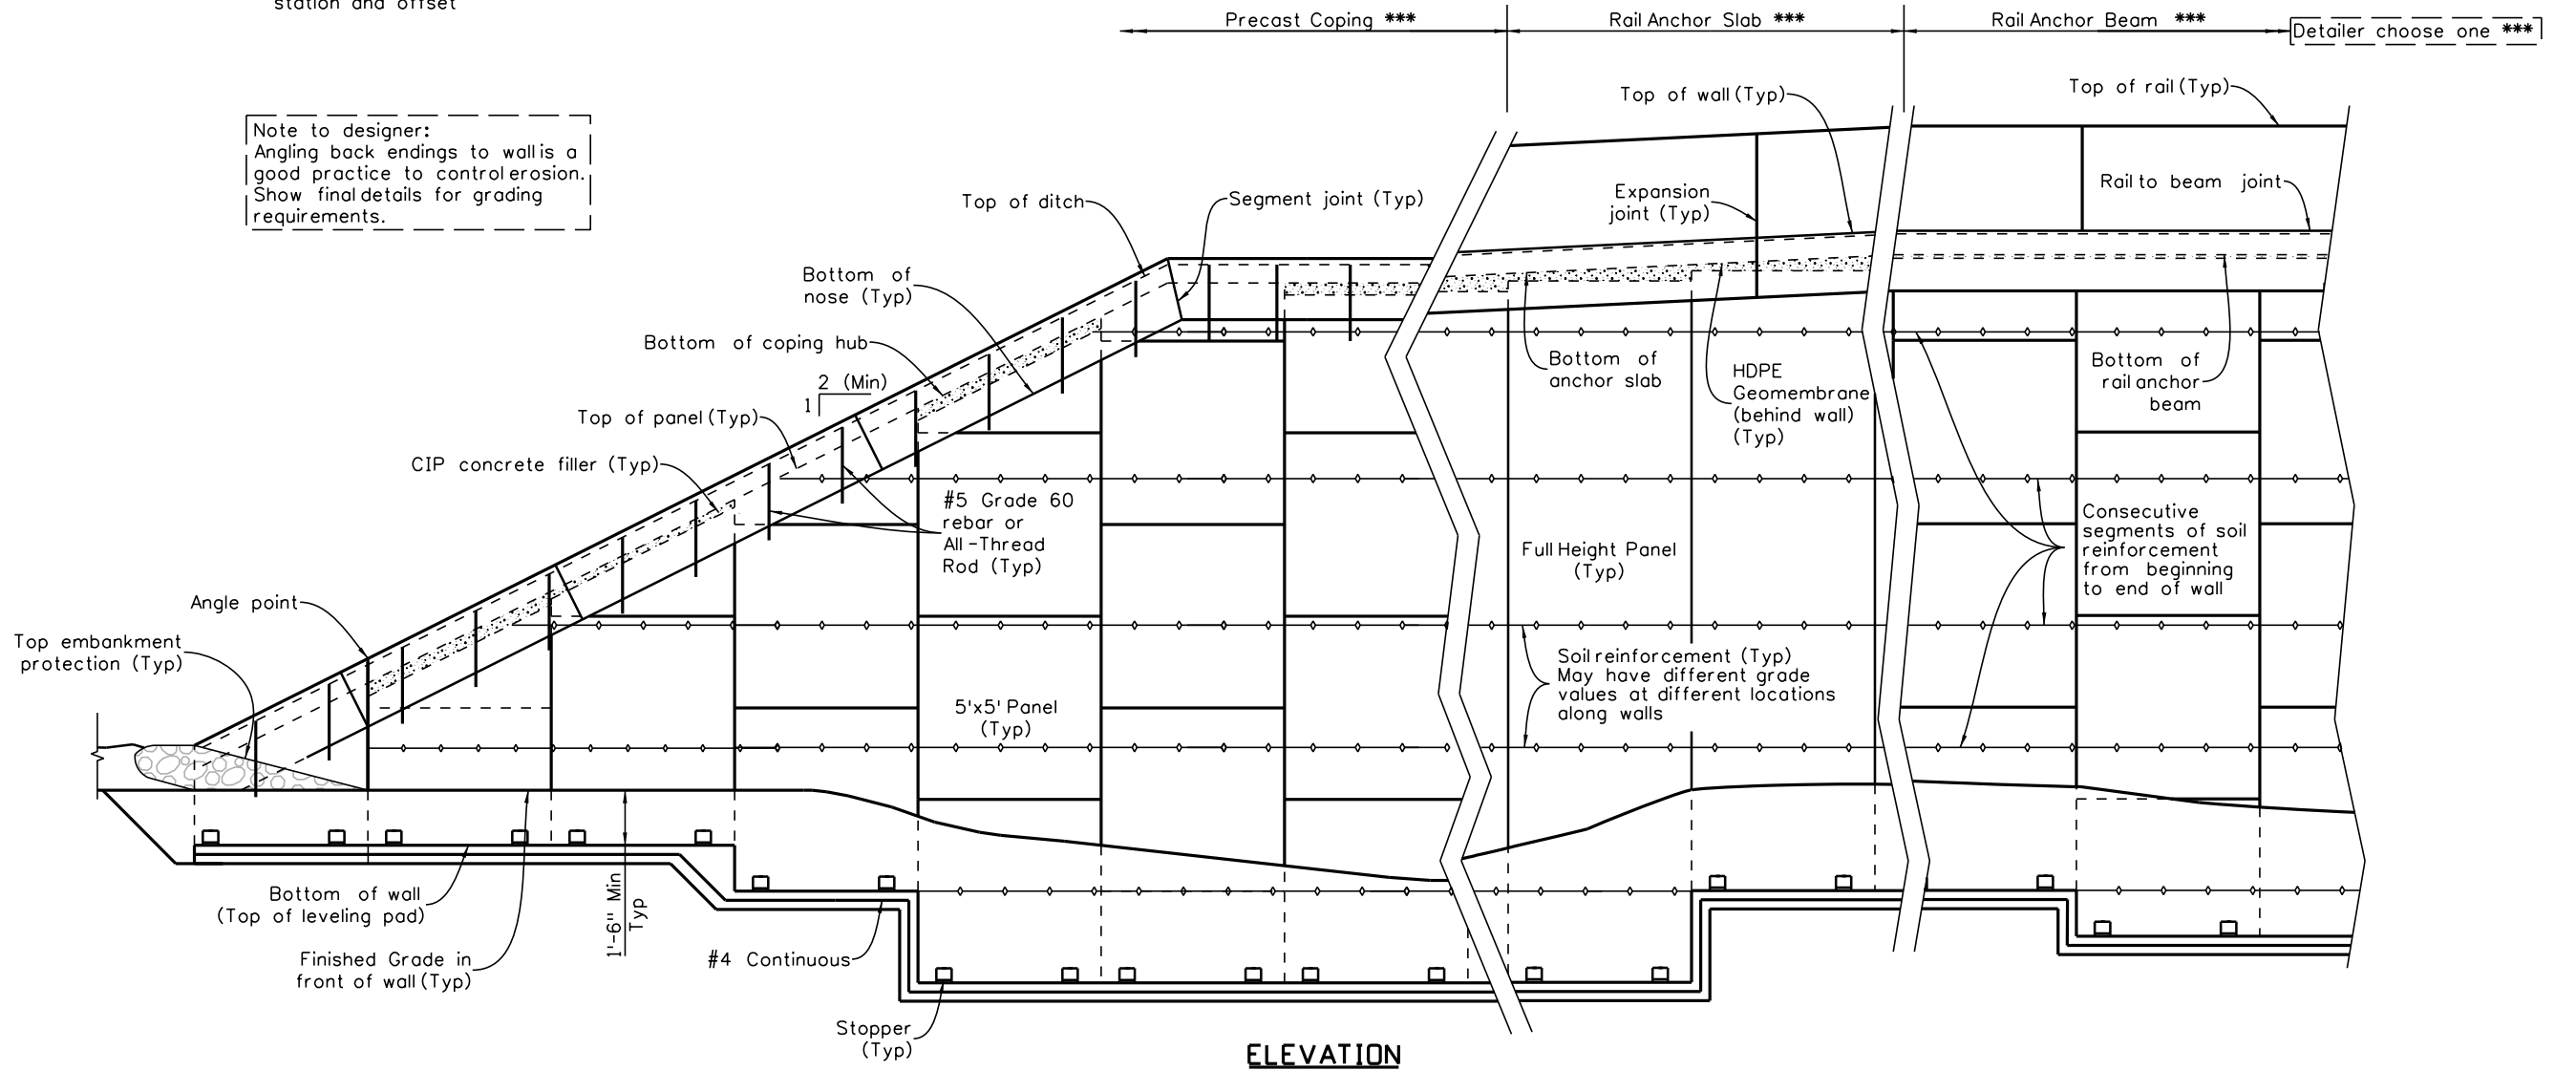 station and offset
Precast Coping ***
Rail Anchor Slab ***
Rail Anchor Beam ***
Detailer choose one ***
Top of wall (Typ)
Top of rail (Typ)
Note to designer:
Angling back endings to wall is a
good practice to control erosion.
Show final details for grading
requirements.
Top of ditch
Segment joint (Typ)
Expansion
joint (Typ)
Rail to beam joint
Bottom of
nose (Typ)
Bottom of coping hub
2 (Min)
1
Bottom of
anchor slab
HDPE
Geomembrane
(behind wall)
(Typ)
Bottom of
rail anchor
beam
Top of panel (Typ)
CIP concrete filler (Typ)
#5 Grade 60
rebar or
All-Thread
Rod (Typ)
Full Height Panel
(Typ)
Consecutive
segments of soil
reinforcement
from beginning
to end of wall
Angle point
Top embankment
protection (Typ)
Soil reinforcement (Typ)
May have different grade
values at different locations
along walls
5'x5' Panel
(Typ)
Bottom of wall
(Top of leveling pad)
1'-6" Min
Typ
Finished Grade in
front of wall (Typ)
#4 Continuous
Stopper
(Typ)
ELEVATION